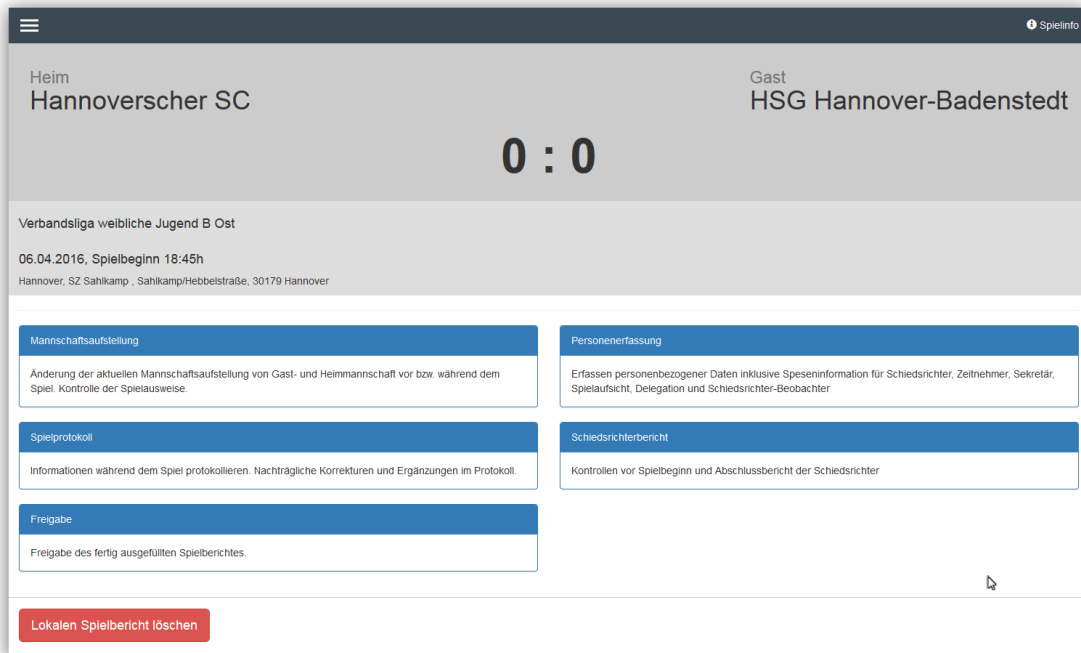 Spielinfo
Heim
Hannoverscher SC
Gast
HSG Hannover-Badenstedt
0 : 0
Verbandsliga weibliche Jugend B Ost
06.04.2016, Spielbeginn 18:45h
Hannover, SZ Sahlkamp , Sahlkamp/Hebbelstraße, 30179 Hannover
Mannschaftsaufstellung
Änderung der aktuellen Mannschaftsaufstellung von Gast- und Heimmannschaft vor bzw. während dem
Spiel. Kontrolle der Spielausweise.
Personenerfassung
Erfassen personenbezogener Daten inklusive Speseninformation für Schiedsrichter, Zeitnehmer, Sekretär,
Spielaufsicht, Delegation und Schiedsrichter-Beobachter
Spielprotokoll
Informationen während dem Spiel protokollieren. Nachträgliche Korrekturen und Ergänzungen im Protokoll.
Schiedsrichterbericht
Kontrollen vor Spielbeginn und Abschlussbericht der Schiedsrichter
Freigabe
Freigabe des fertig ausgefüllten Spielberichtes.
Lokalen Spielbericht löschen